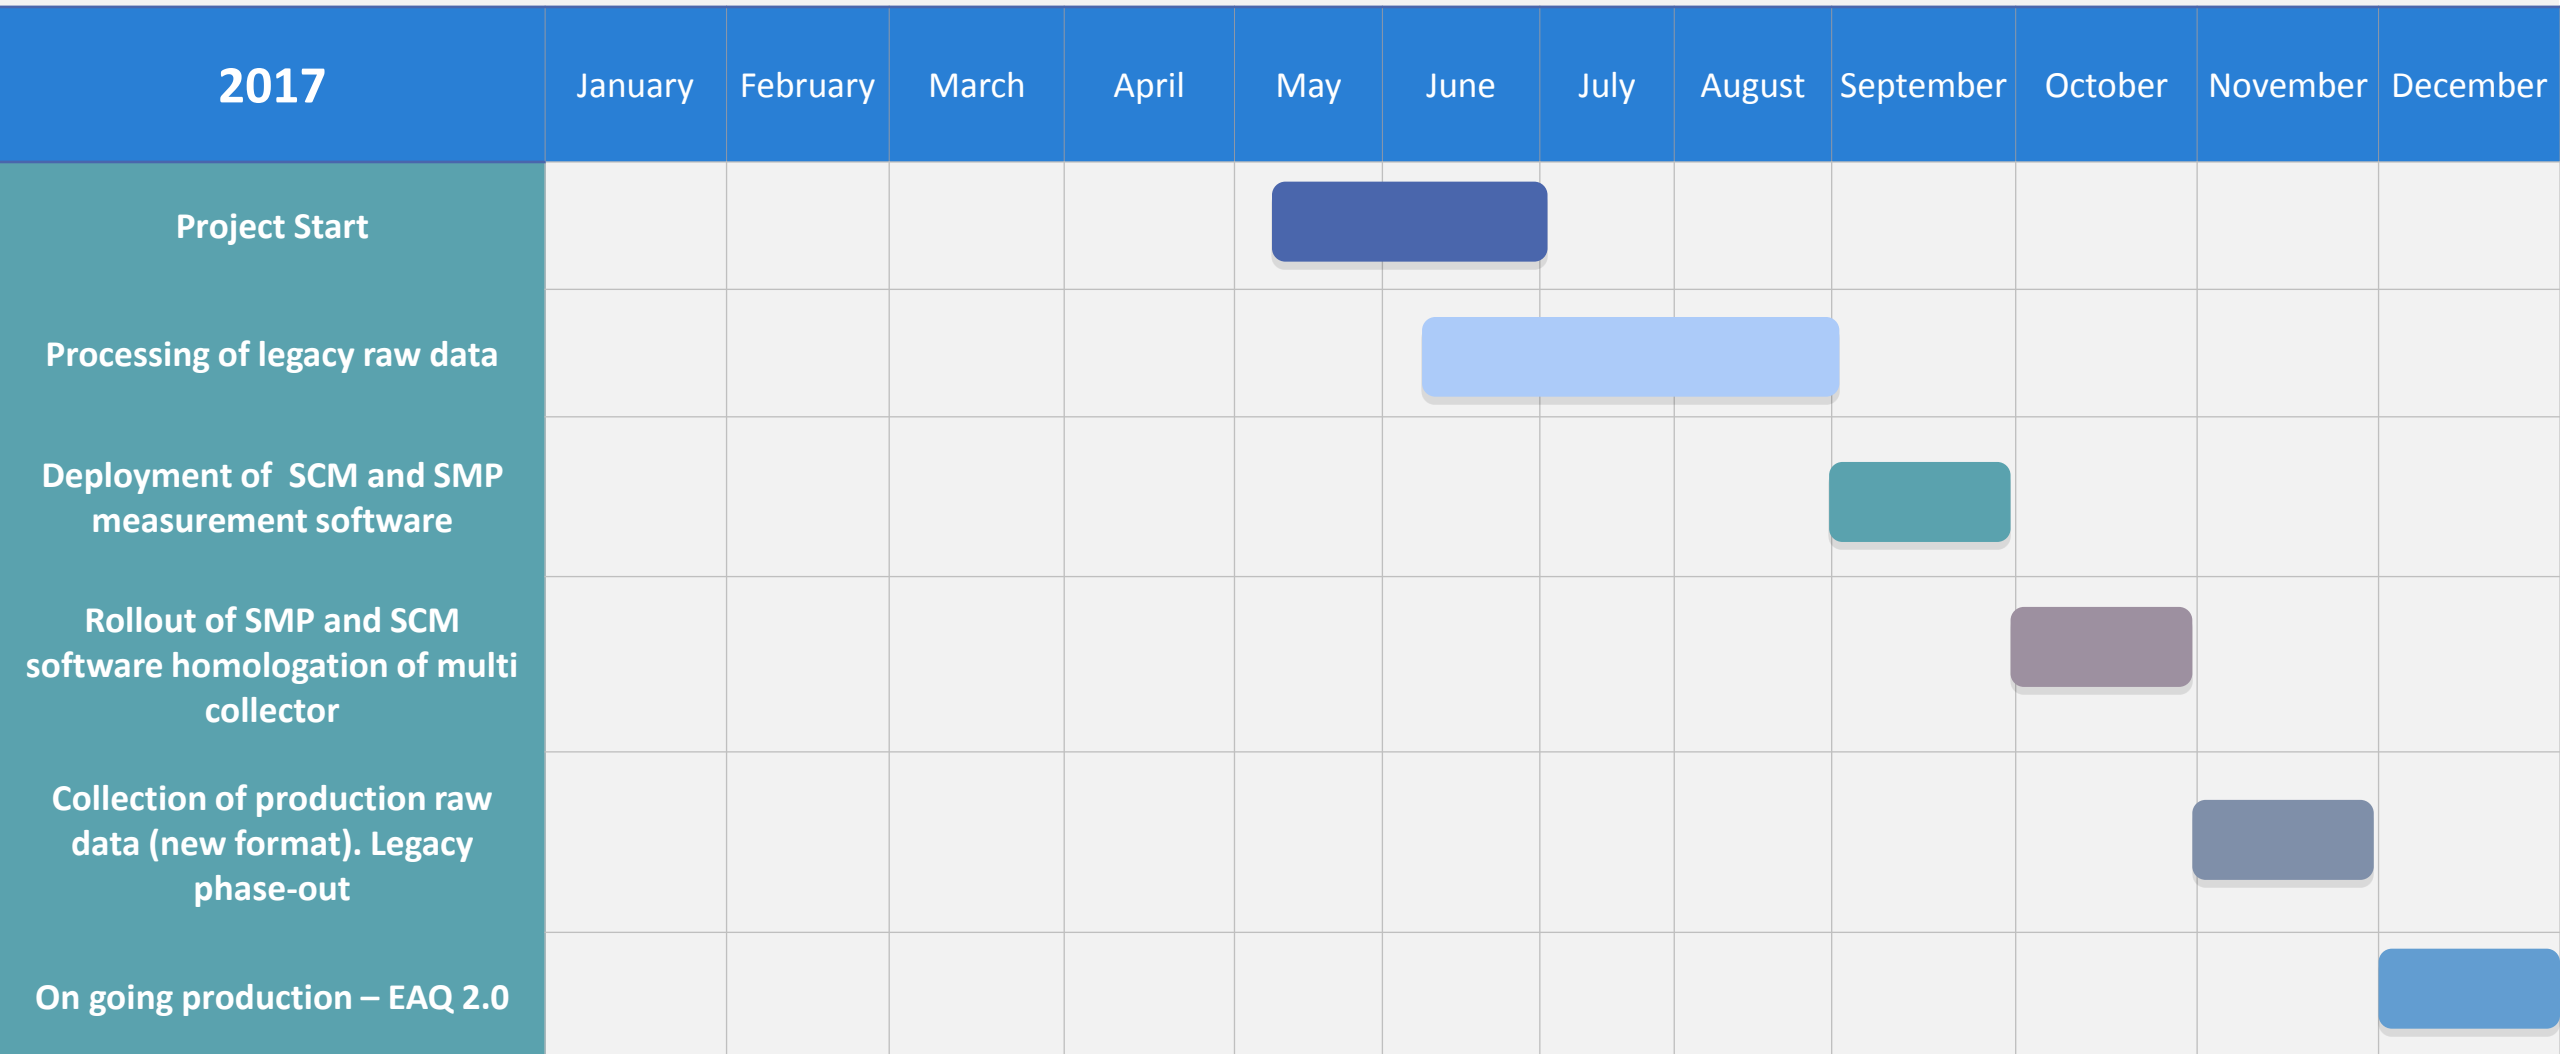 2017 January February March April May June July August September October November December
Project Start
Processing of legacy raw data
Deployment of  SCM and SMP
measurement software
Rollout of SMP and SCM
software homologation of multi
collector
Collection of production raw
data (new format). Legacy
phase-out
On going production – EAQ 2.0